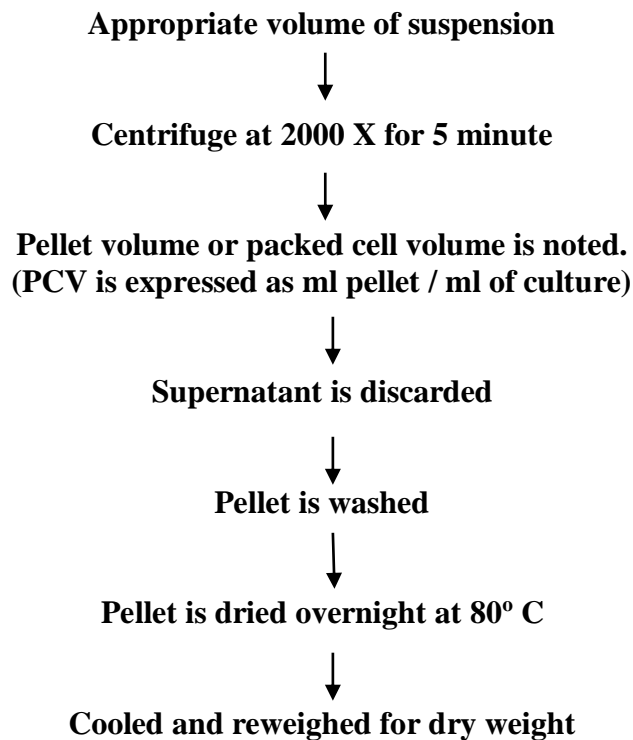 Appropriate volume of suspension
Centrifuge at 2000 X for 5 minute
Pellet volume or packed cell volume is noted.
(PCV is expressed as ml pellet / ml of culture)
Supernatant is discarded
Pellet is washed
Pellet is dried overnight at 80º C
Cooled and reweighed for dry weight